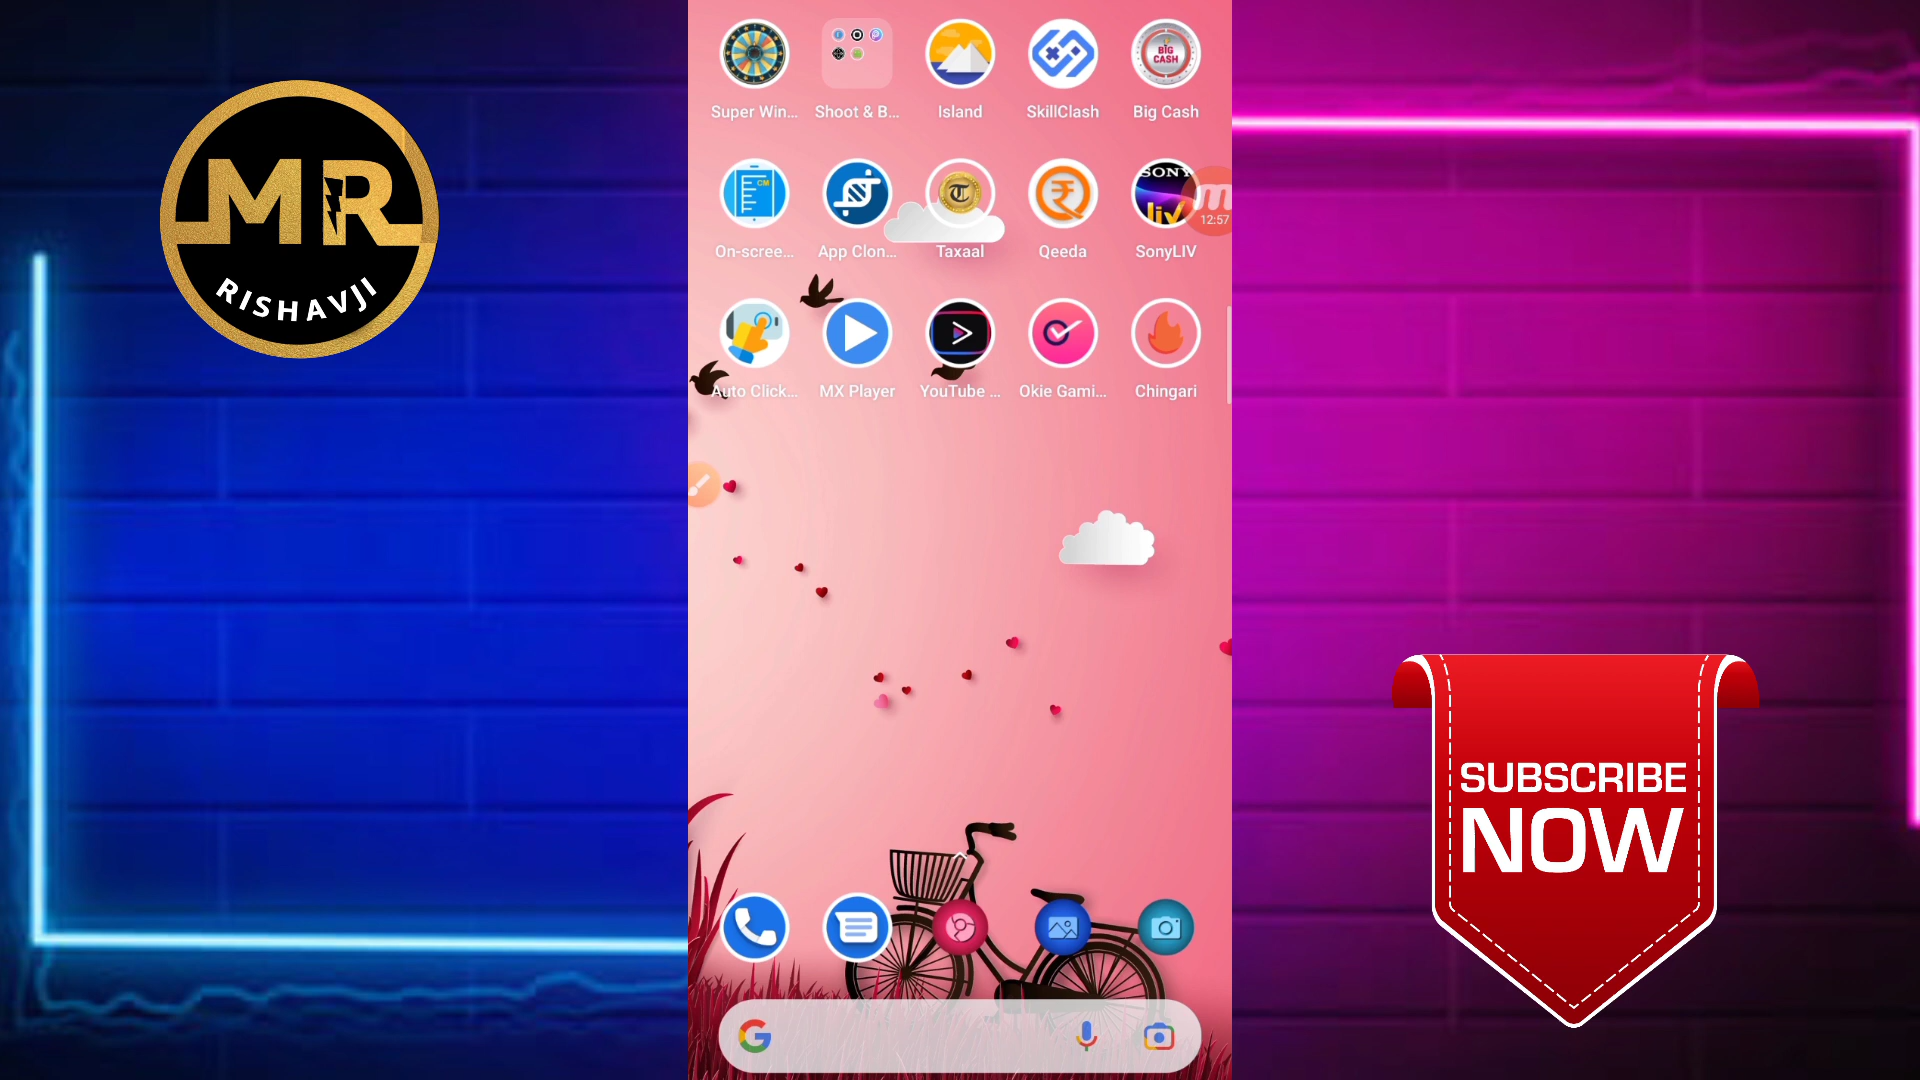 MR
RISHAVJI
Super Win...
Shoot & B...
Island
SkillClash
BIG
CASH
Big Cash
CM
On-scree...
App Clon...
Taxaal
Qeeda
SONY
liv
SonyLIV
m
12:57
Auto Click...
MX Player
YouTube ...
Okie Gami...
Chingari
SUBSCRIBE
NOW
G